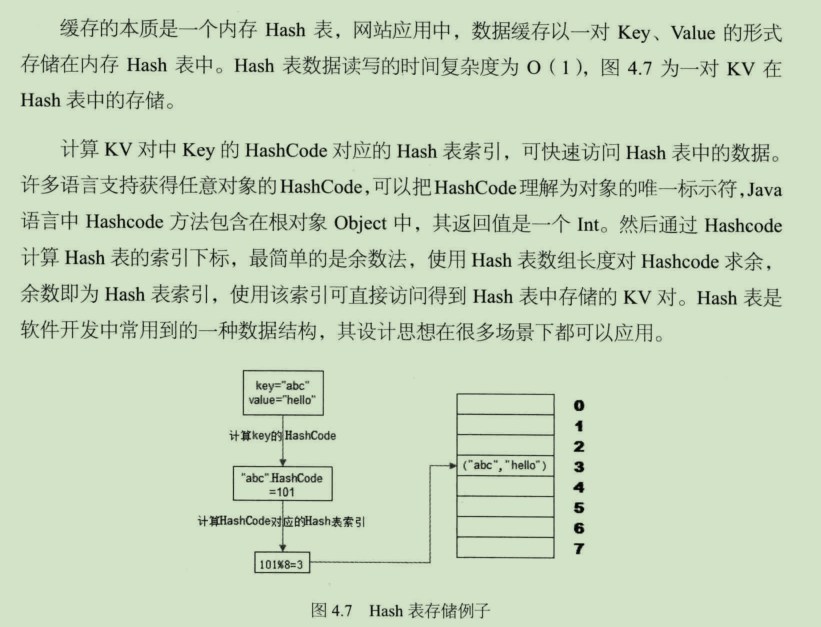 缓存的本质是一个内存 Hash 表，网站应用中，数据缓存以一对 Key、Value 的形式
存储在内存 Hash 表中。Hash 表数据读写的时间复杂度为 O（1），图 4.7 为一对 KV 在
Hash 表中的存储。
计算 KV 对中 Key 的 HashCode 对应的 Hash 表索引，可快速访问 Hash 表中的数据。
许多语言支持获得任意对象的 HashCode，可以把 HashCode 理解为对象的唯一标示符，Java
语言中 Hashcode 方法包含在根对象 Object 中，其返回值是一个 Int。然后通过 Hashcode
计算 Hash 表的索引下标，最简单的是余数法，使用 Hash 表数组长度对 Hashcode 求余，
余数即为 Hash 表索引，使用该索引可直接访问得到 Hash 表中存储的 KV 对。Hash 表是
软件开发中常用到的一种数据结构，其设计思想在很多场景下都可以应用。
key="abc"
value="hello"
计算key的 HashCode
"abc".HashCode
=101
计算HashCode对应的Hash表索引
101%8=3
("abc","hello")
0
1
2
3
4
5
6
7
图 4.7 Hash 表存储例子